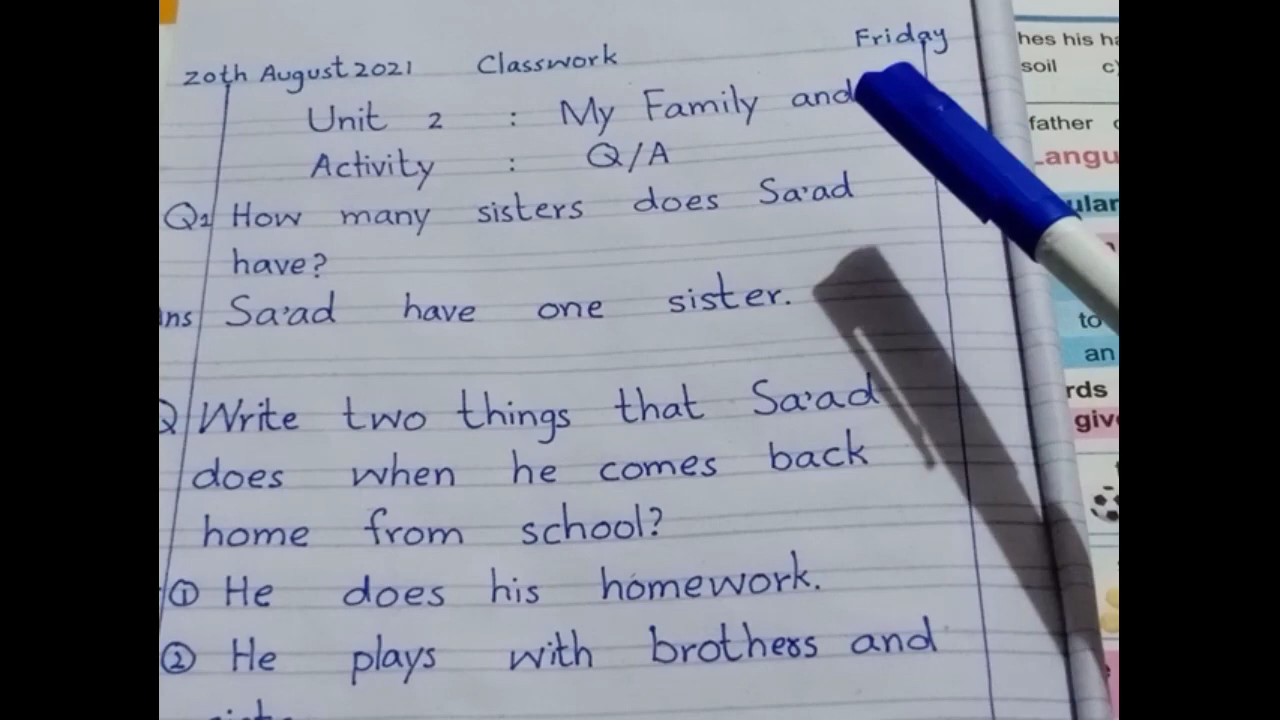 20th August 2021 Classwork Friday
Unit 2 : My Family and
Activity : Q/A
Q1 How many sisters does Sa'ad
have?
Ans Sa'ad have one sister.
Q Write two things that Sa'ad
does when he comes back
home from school?
① He does his homework.
② He plays with brothers and
hes his ha
soil c)
father
Langu
ular
to
an
rds
give